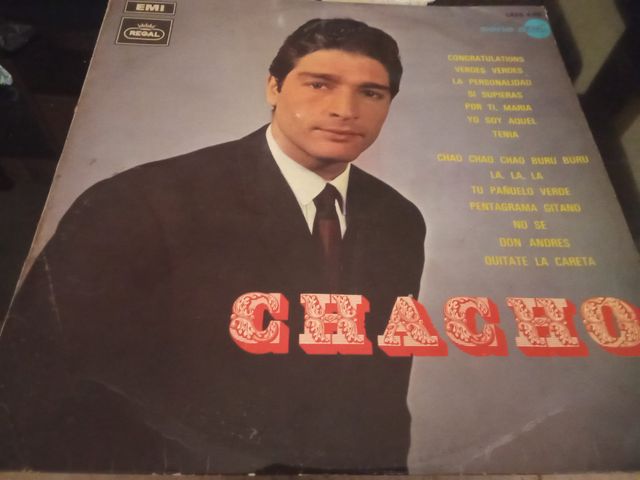 EMI
REGAL
CONGRATULATIONS
VERDES VERDES
LA PERSONALIDAD
SI SUPIERAS
POR TI, MARIA
YO SOY AQUEL
TENIA
CHAO CHAO CHAO BURU BURU
LA, LA, LA
TU PAÑUELO VERDE
PENTAGRAMA GITANO
NO SE
DON ANDRES
QUITATE LA CARETA
CHACHO